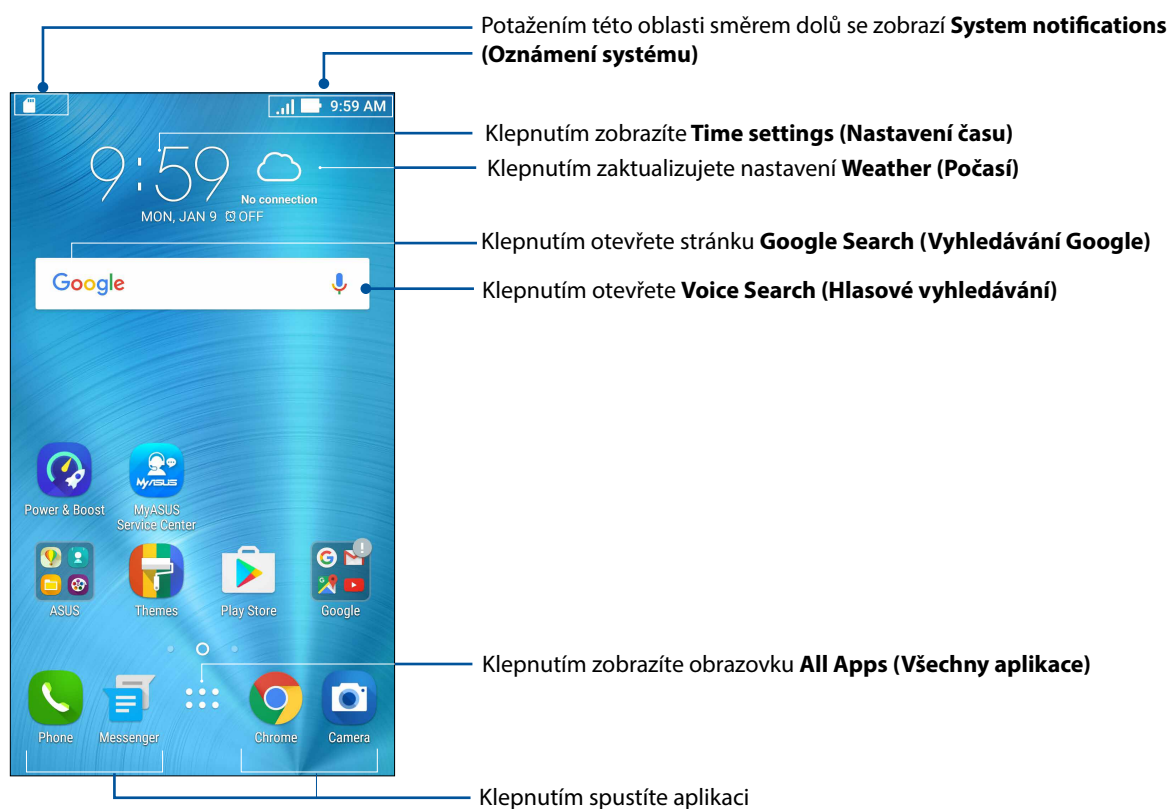 Potažením této oblasti směrem dolů se zobrazí System notifications
(Oznámení systému)
9:59 AM
Klepnutím zobrazíte Time settings (Nastavení času)
9:59
Klepnutím zaktualizujete nastavení Weather (Počasí)
No connection
MON, JAN 9 OFF
Klepnutím otevřete stránku Google Search (Vyhledávání Google)
Google
Klepnutím otevřete Voice Search (Hlasové vyhledávání)
MyASUS
Power & Boost
MyASUS
Service Center
ASUS
Themes
Play Store
Google
Klepnutím zobrazíte obrazovku All Apps (Všechny aplikace)
Phone
Messenger
Chrome
Camera
Klepnutím spustíte aplikaci